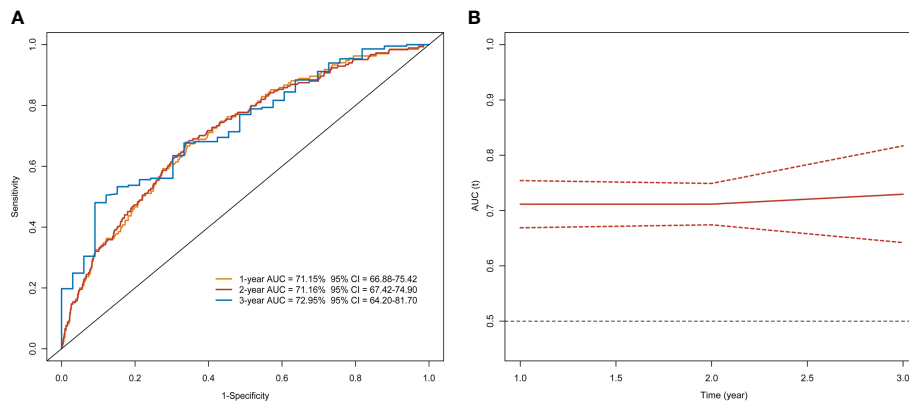 A
1.0
0.8
0.6
0.4
0.2
0.0
Sensitivity
1-year AUC = 71.15% 95% CI = 66.88-75.42
2-year AUC = 71.16% 95% CI = 67.42-74.90
3-year AUC = 72.95% 95% CI = 64.20-81.70
0.0 0.2 0.4 0.6 0.8 1.0
1-Specificity
B
1.0
0.9
0.8
0.7
0.6
0.5
AUC (t)
1.0 1.5 2.0 2.5 3.0
Time (year)